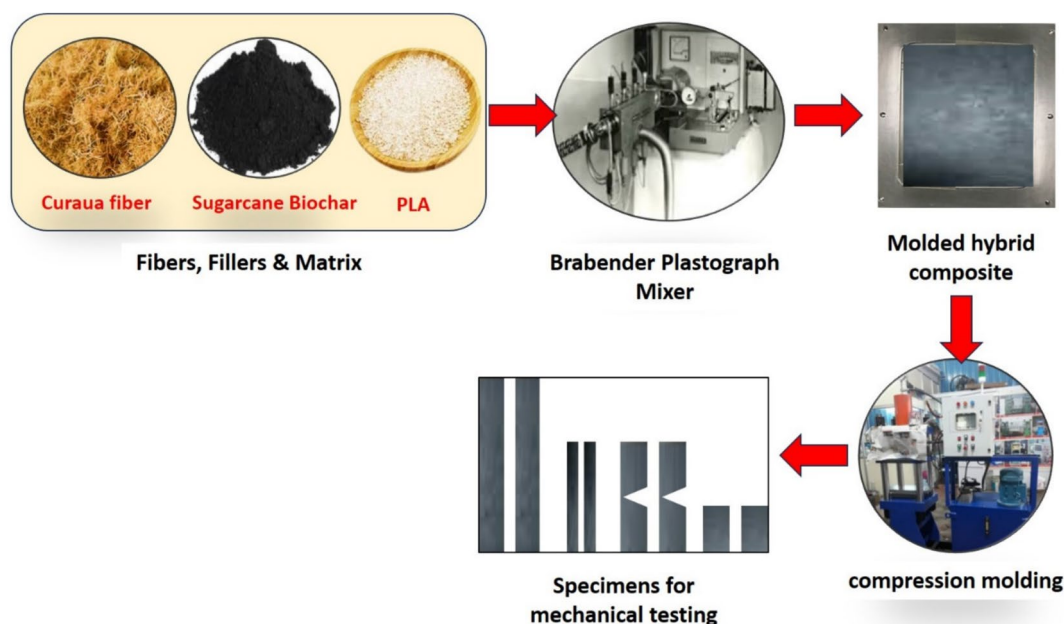 Curaua fiber
Sugarcane Biochar
PLA
Fibers, Fillers & Matrix
Brabender Plastograph
Mixer
Molded hybrid
composite
compression molding
Specimens for
mechanical testing